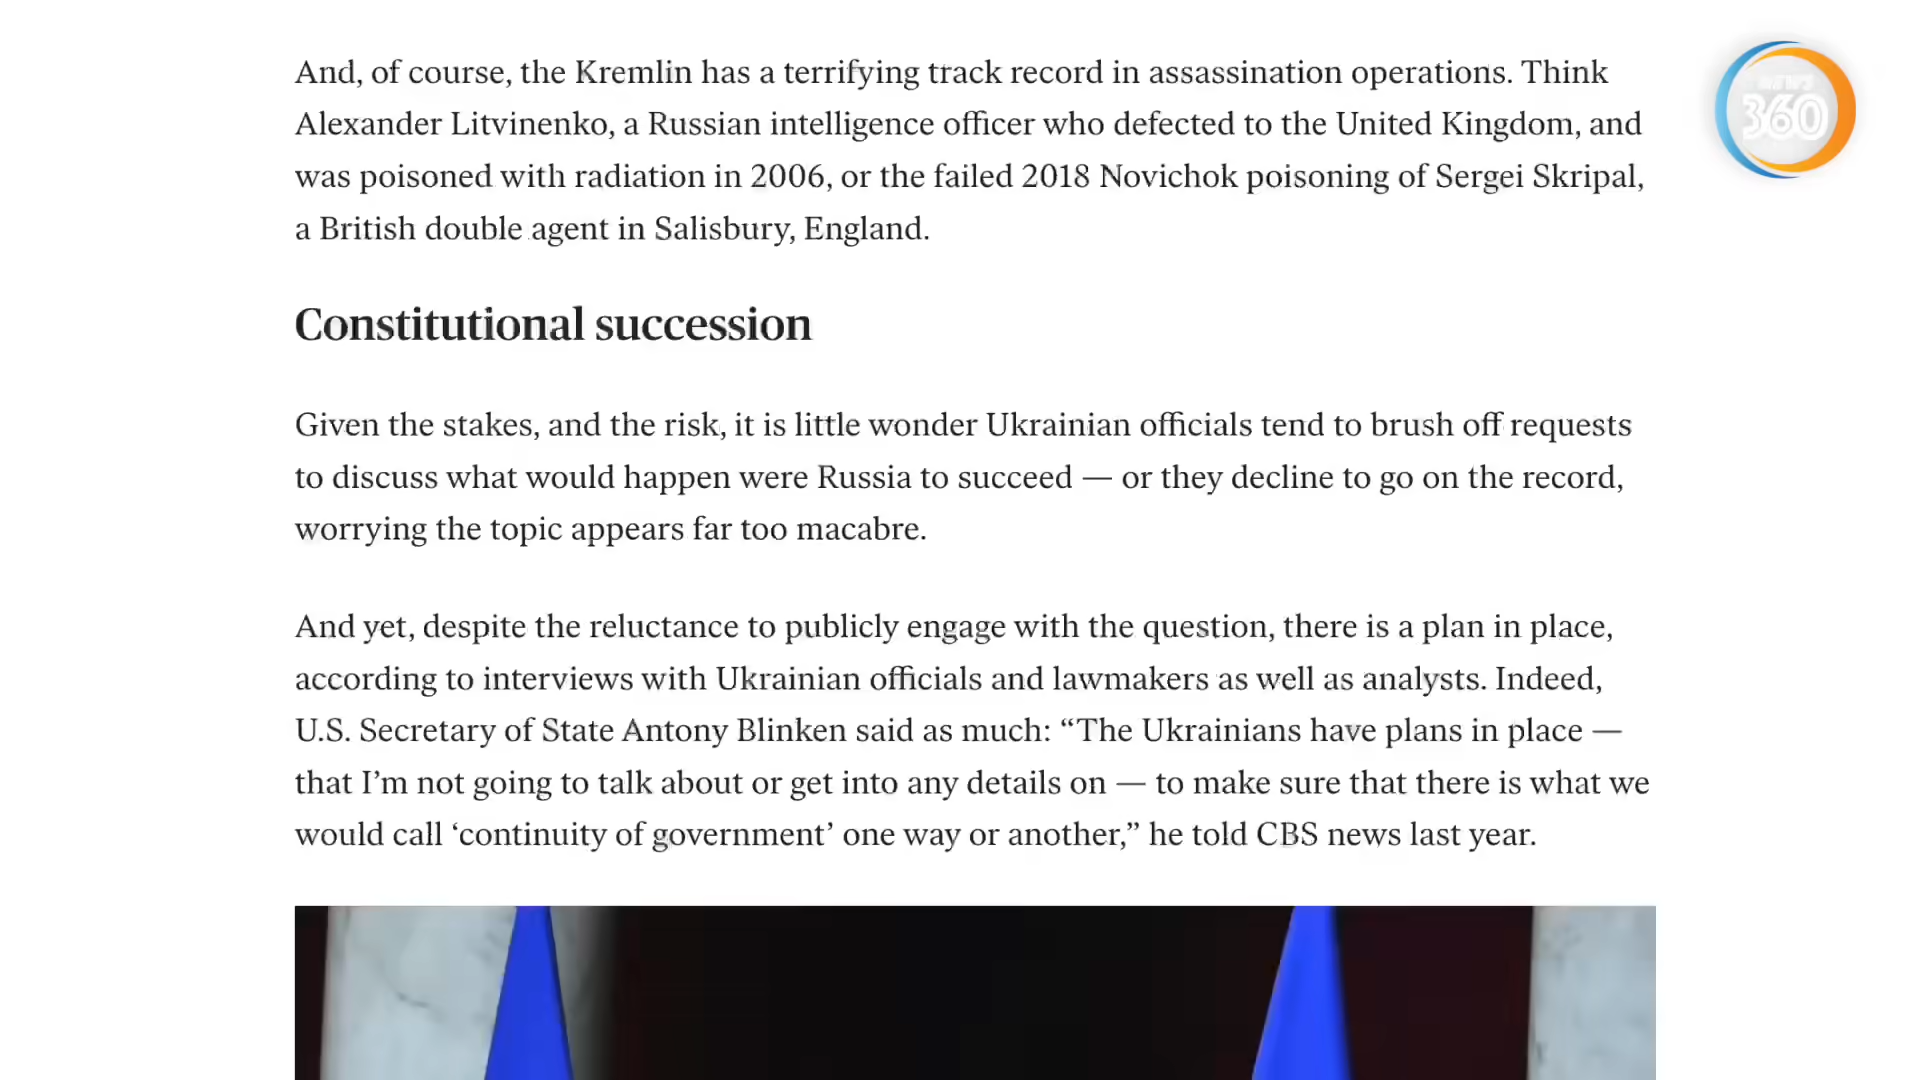 And, of course, the Kremlin has a terrifying track record in assassination operations. Think
Alexander Litvinenko, a Russian intelligence officer who defected to the United Kingdom, and
was poisoned with radiation in 2006, or the failed 2018 Novichok poisoning of Sergei Skripal,
a British double agent in Salisbury, England.
NEWS
360
Constitutional succession
Given the stakes, and the risk, it is little wonder Ukrainian officials tend to brush off requests
to discuss what would happen were Russia to succeed — or they decline to go on the record,
worrying the topic appears far too macabre.
And yet, despite the reluctance to publicly engage with the question, there is a plan in place,
according to interviews with Ukrainian officials and lawmakers as well as analysts. Indeed,
U.S. Secretary of State Antony Blinken said as much: “The Ukrainians have plans in place —
that I’m not going to talk about or get into any details on — to make sure that there is what we
would call ‘continuity of government’ one way or another,” he told CBS news last year.